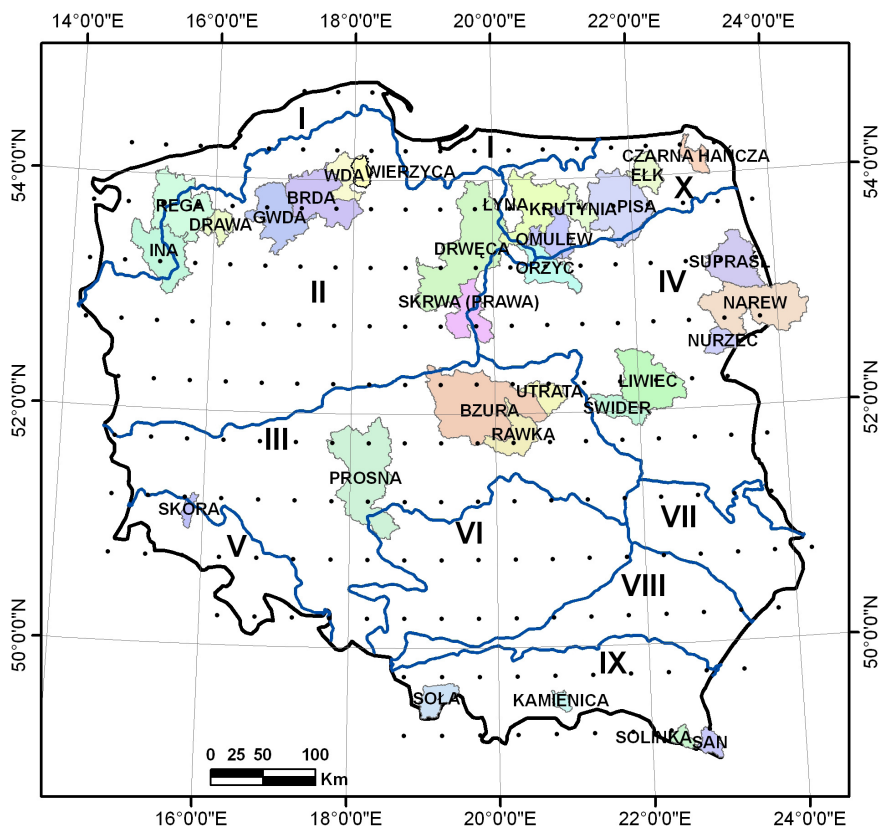 14°0'0"E 16°0'0"E 18°0'0"E 20°0'0"E 22°0'0"E 24°0'0"E
I
I
54°0'0"N
54°0'0"N
CZARNA HAŃCZA
WDA
WIERZYCA
EŁK
X
REGA
BRDA
ŁYNA
KRUTYNIA
PISA
DRAWA
GWDA
INA
DRWĘCA
OMULEW
ORZYC
SUPRAŚL
II
IV
SKRWA (PRAWA)
NAREW
NURZEC
52°0'0"N
52°0'0"N
LIWIEC
UTRATA
BZURA
ŚWIDER
III
RAWKA
PROSNA
SKORA
VI
VII
V
VIII
50°0'0"N
50°0'0"N
IX
SOŁA
KAMIENICA
SOLINKA
SAN
0 25 50 100
Km
16°0'0"E 18°0'0"E 20°0'0"E 22°0'0"E 24°0'0"E